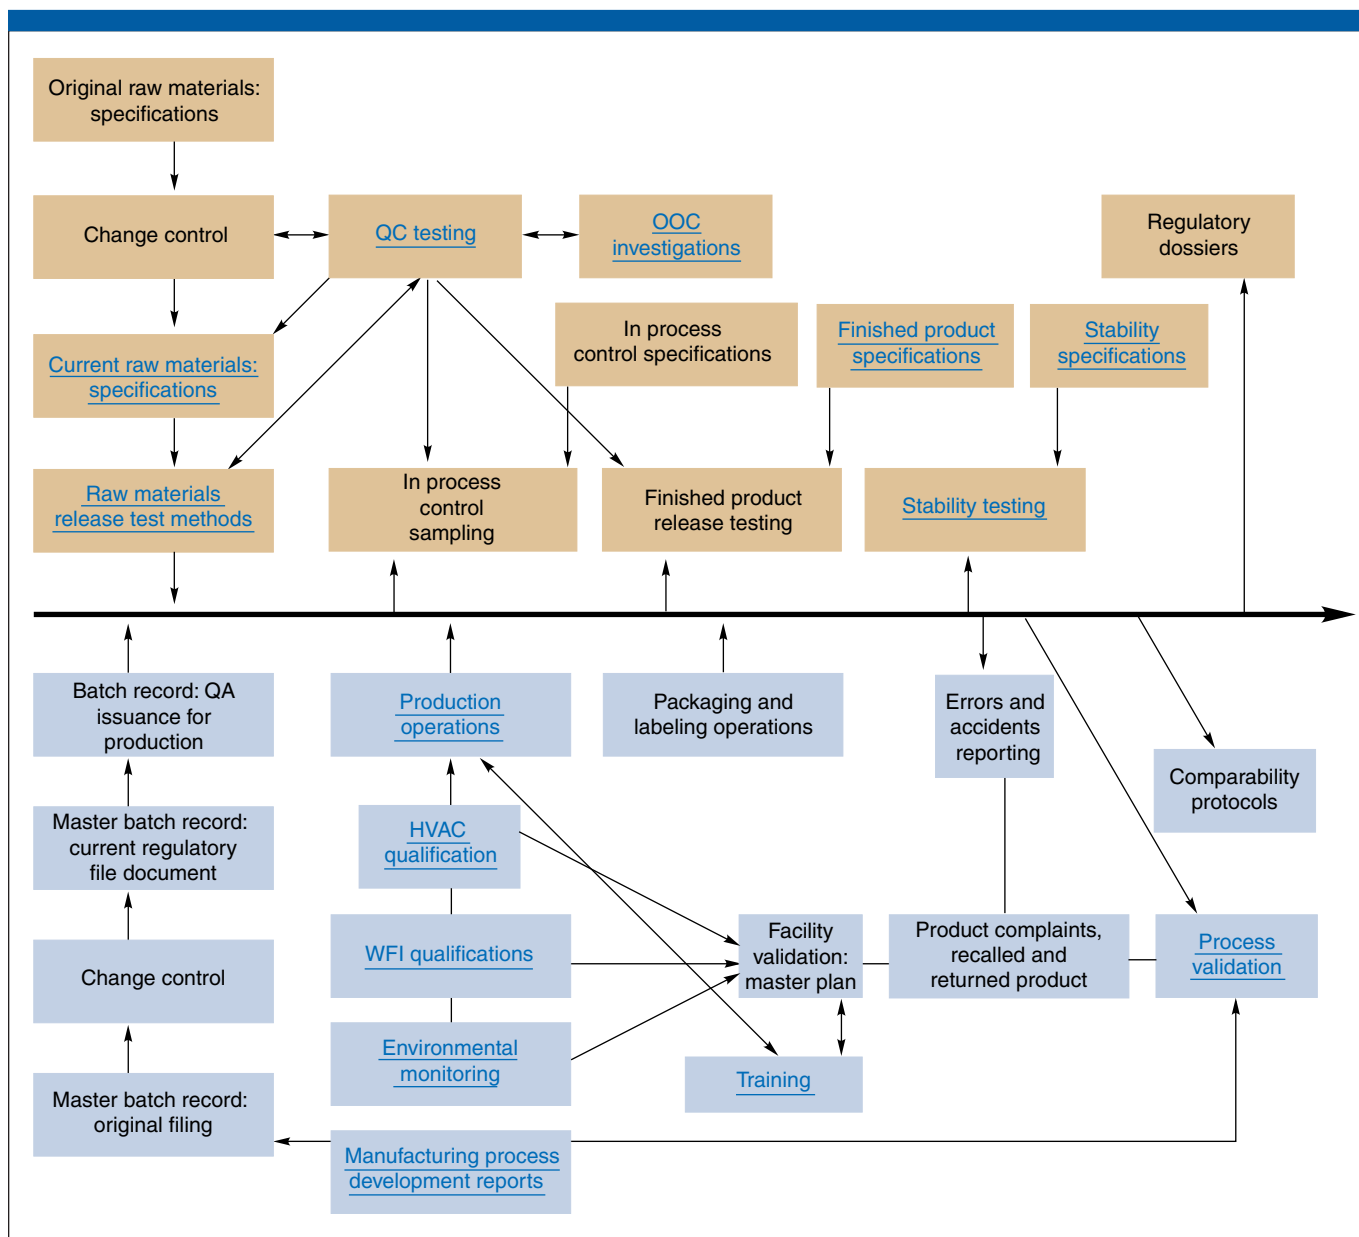 Original raw materials:
specifications
Change control
QC testing
OOC
investigations
Regulatory
dossiers
Current raw materials:
specifications
In process
control specifications
Finished product
specifications
Stability
specifications
Raw materials
release test methods
In process
control
sampling
Finished product
release testing
Stability testing
Batch record: QA
issuance for
production
Production
operations
Packaging and
labeling operations
Errors and
accidents
reporting
Comparability
protocols
Master batch record:
current regulatory
file document
HVAC
qualification
Change control
WFI qualifications
Facility
validation:
master plan
Product complaints,
recalled and
returned product
Process
validation
Environmental
monitoring
Training
Master batch record:
original filing
Manufacturing process
development reports